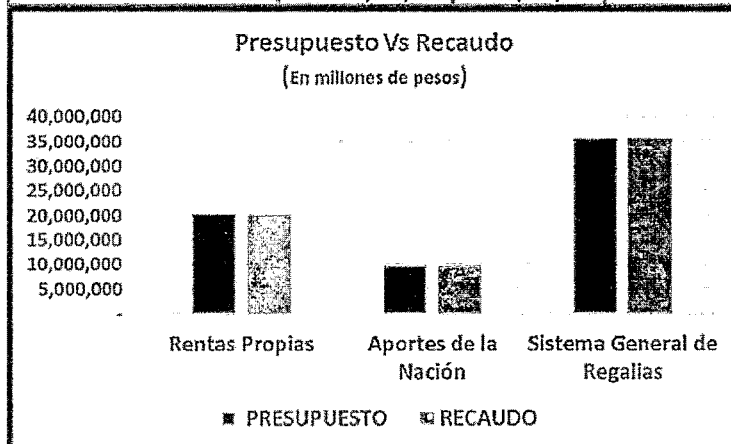 Presupuesto Vs Recaudo
(En millones de pesos)
40,000,000
35,000,000
30,000,000
25,000,000
20,000,000
15,000,000
10,000,000
5,000,000
-
Rentas Propias
Aportes de la Nación
Sistema General de Regalias
PRESUPUESTO RECAUDO